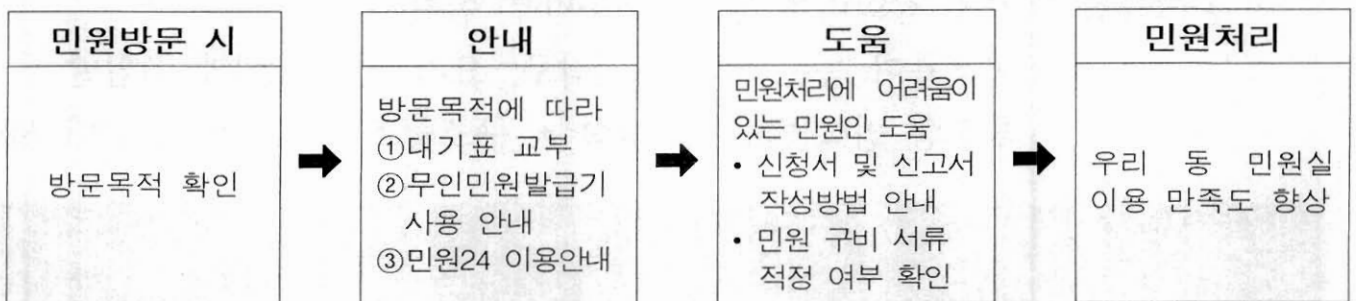 민원방문 시
방문목적 확인
안내
방문목적에 따라
①대기표 교부
②무인민원발급기
사용 안내
③민원24 이용안내
도움
민원처리에 어려움이
있는 민원인 도움
• 신청서 및 신고서
작성방법 안내
• 민원 구비 서류
적정 여부 확인
민원처리
우리 동 민원실
이용 만족도 향상